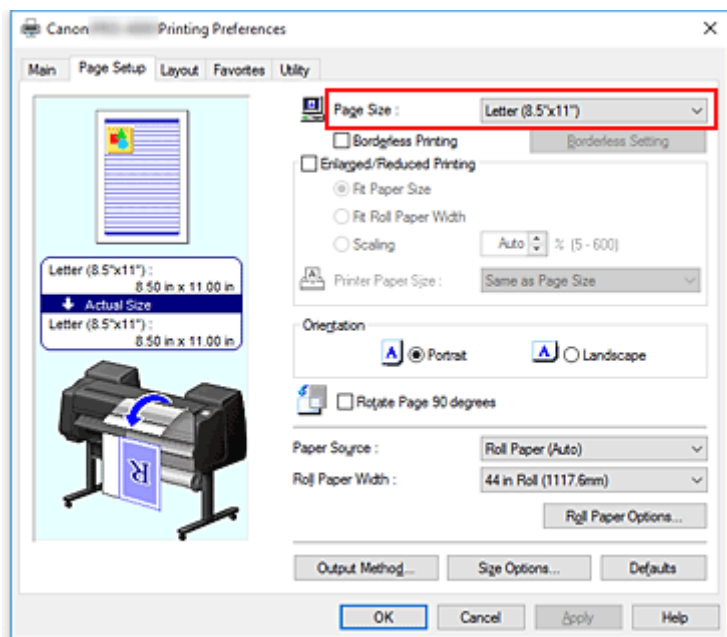 Canon Printing Preferences
Main Page Setup Layout Favorites Utility
Page Size : Letter (8.5"x11")
Borderless Printing Borderless Setting
Enlarged/Reduced Printing
Fit Paper Size
Fit Roll Paper Width
Scaling Auto % (5 - 600)
Printer Paper Size : Same as Page Size
Letter (8.5"x11") :
8.50 in x 11.00 in
Actual Size
Letter (8.5"x11") :
8.50 in x 11.00 in
Orientation
A Portrait A Landscape
Rotate Page 90 degrees
R
Paper Source : Roll Paper (Auto)
Roll Paper Width : 44 in Roll (1117.6mm)
Roll Paper Options...
Output Method... Size Options... Defaults
OK Cancel Apply Help